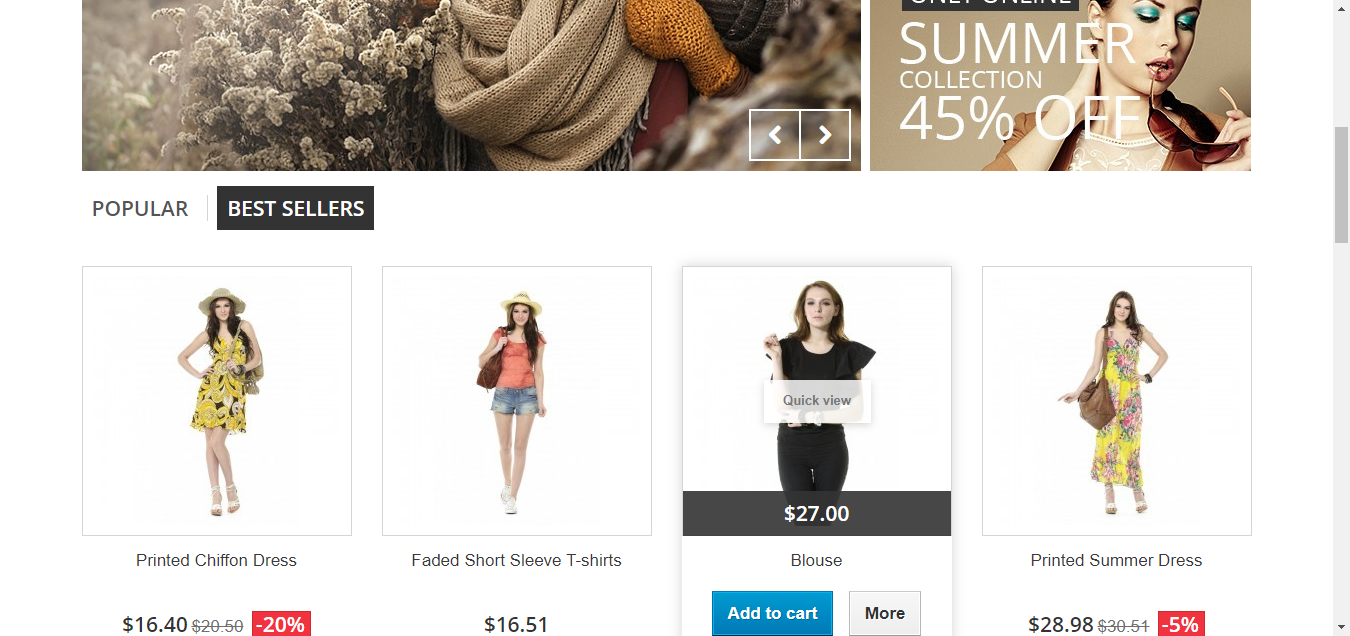 ONLY ONLINE
SUMMER
COLLECTION
45% OFF
POPULAR
BEST SELLERS
Quick view
$27.00
Printed Chiffon Dress
Faded Short Sleeve T-shirts
Blouse
Printed Summer Dress
Add to cart
More
$16.40 $20.50 -20%
$16.51
$28.98 $30.51 -5%